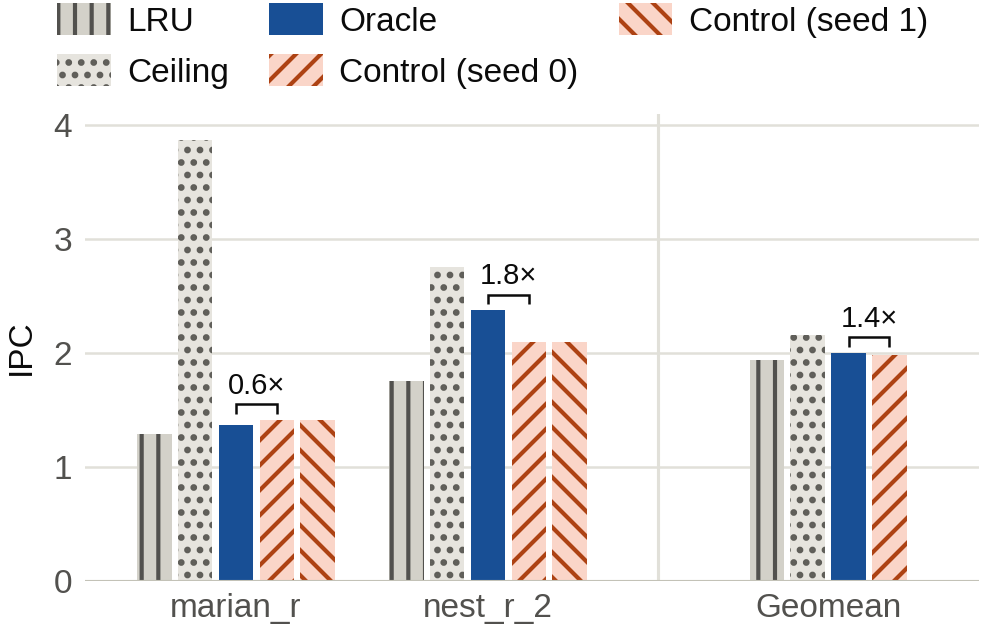 LRU
Oracle
Control (seed 1)
Ceiling
Control (seed 0)
IPC
4
3
2
1
0
0.6×
1.8×
1.4×
marian_r
nest_r_2
Geomean